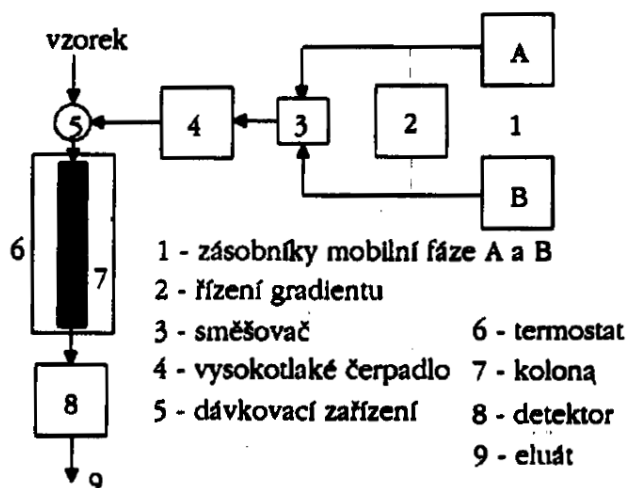 vzorek
A
5
4
3
2
1
B
6
7
1 - zásobníky mobilní fáze A a B
2 - řízení gradientu
3 - směšovač
6 - termostat
4 - vysokotlaké čerpadlo
7 - kolona
8
5 - dávkovací zařízení
8 - detektor
9 - eluát
9